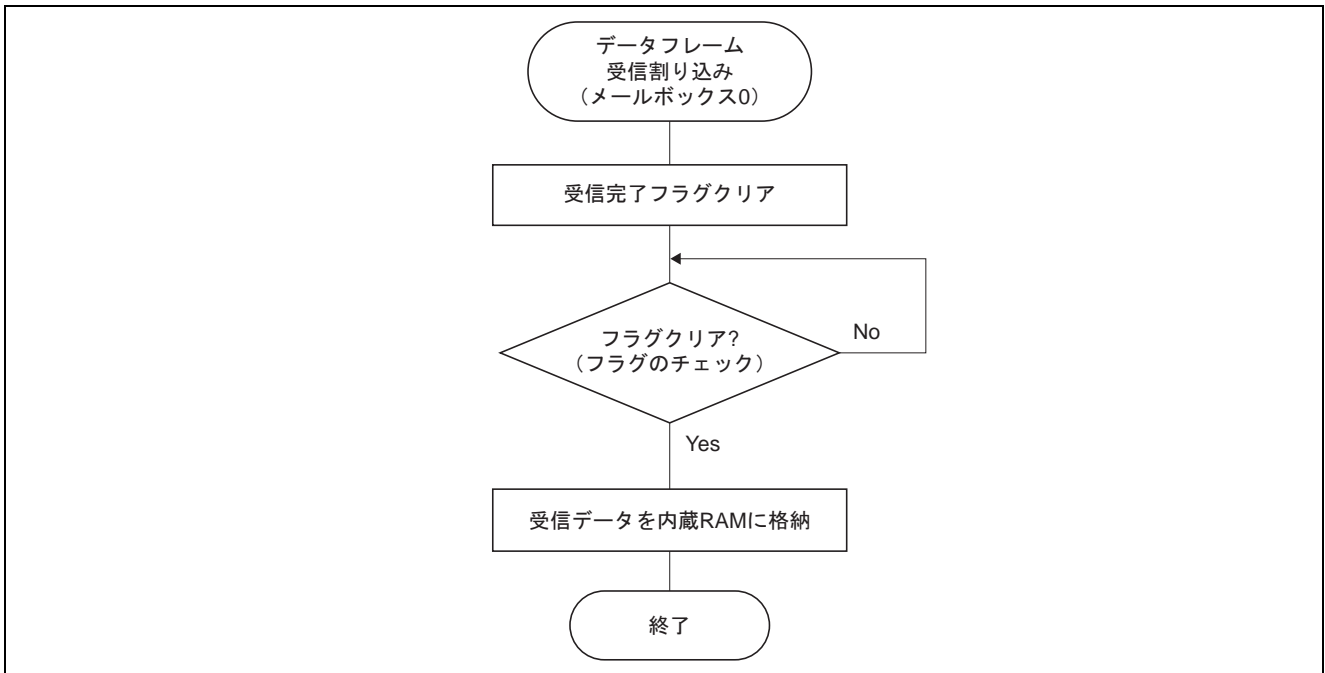 データフレーム
受信割り込み
（メールボックス0）
受信完了フラグクリア
フラグクリア?
（フラグのチェック）
No
Yes
受信データを内蔵RAMに格納
終了